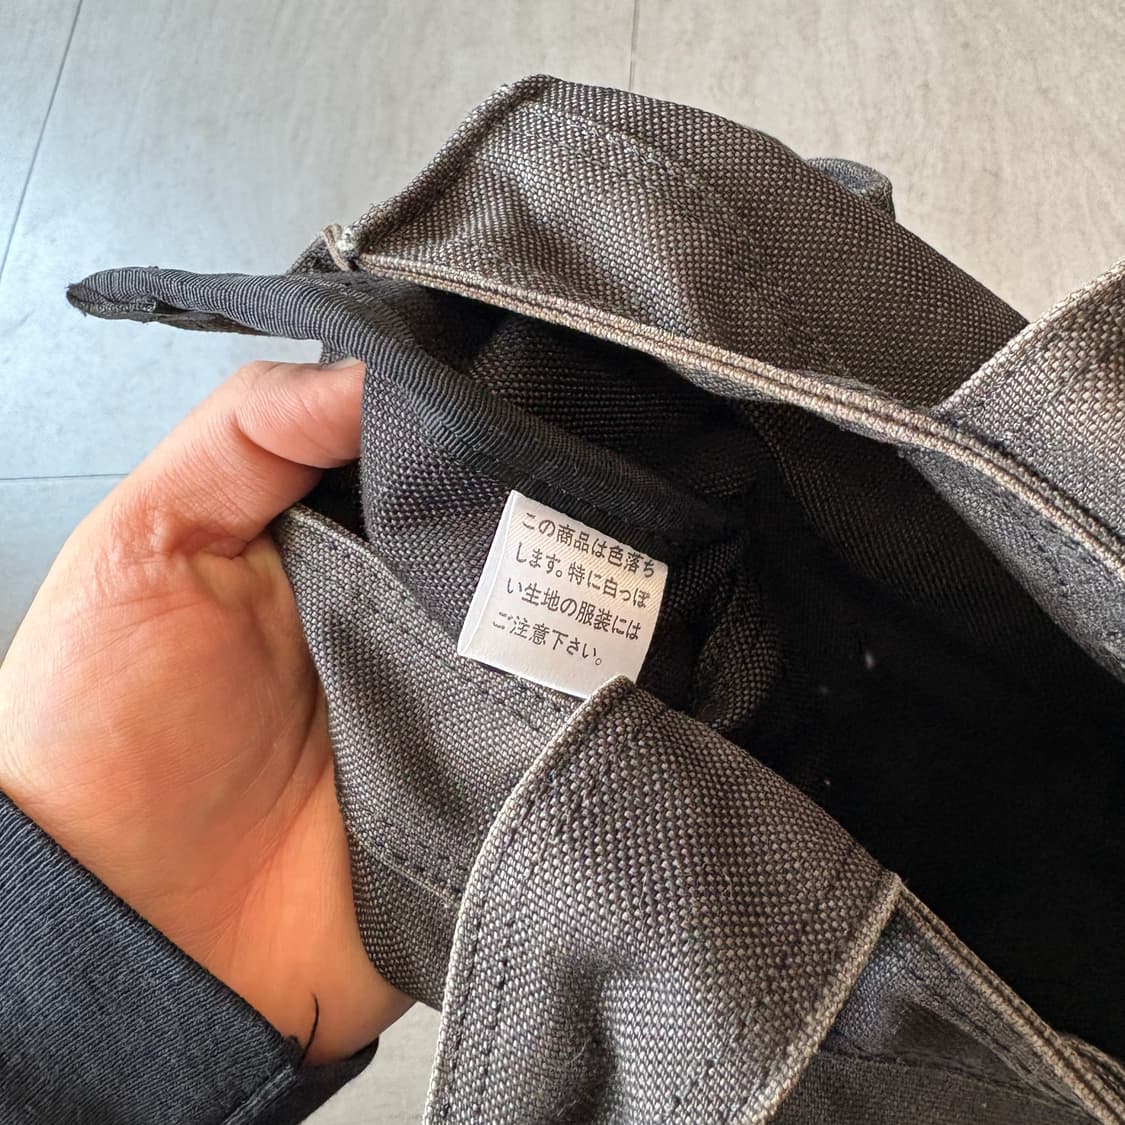 この商品は色落ち
します。特に白っぽ
い生地の服装には
ご注意下さい。